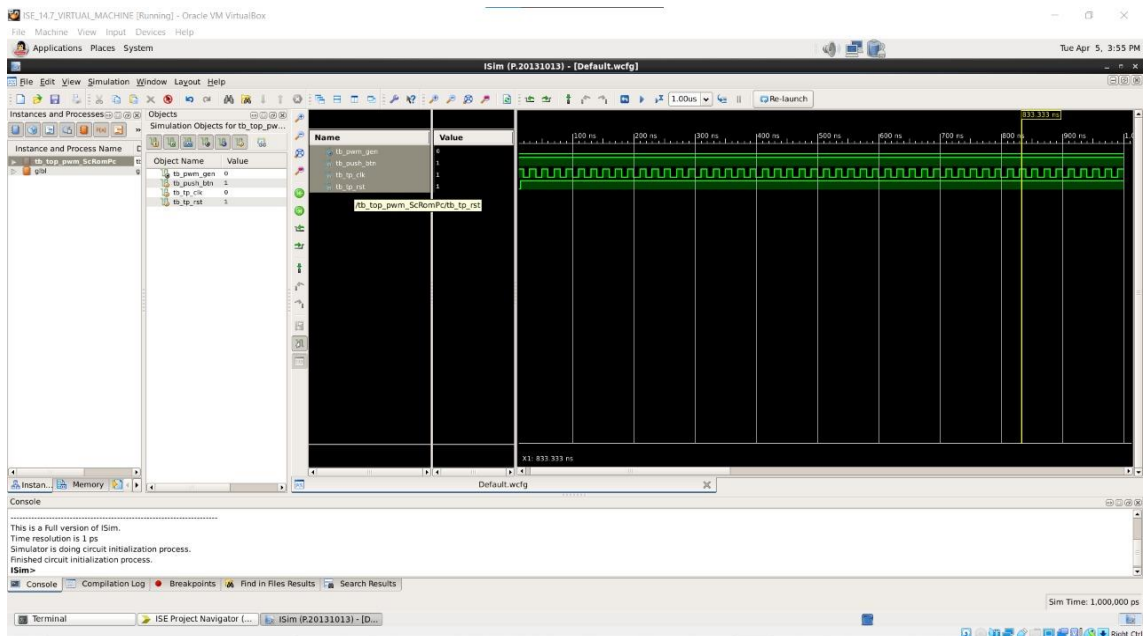 ISE_14.7_VIRTUAL_MACHINE [Running] - Oracle VM VirtualBox
File Machine View Input Devices Help
Applications Places System
Tue Apr 5, 3:55 PM
ISim (P.20131013) - [Default.wcfg]
File Edit View Simulation Window Layout Help
1.00us
Re-launch
Instances and Processes
Instance and Process Name
tb_top_pwm_ScRomPc
glbl
Objects
Simulation Objects for tb_top_pw...
Object Name Value
tb_pwm_gen 0
tb_push_btn 1
tb_tp_clk 0
tb_tp_rst 1
Name Value
tb_pwm_gen 0
tb_push_btn 1
tb_tp_clk 1
tb_tp_rst 1
/tb_top_pwm_ScRomPc/tb_tp_rst
833.333 ns
100 ns 200 ns 300 ns 400 ns 500 ns 600 ns 700 ns 800 ns 900 ns
X1: 833.333 ns
Instan... Memory
Default.wcfg
Console
This is a Full version of ISim.
Time resolution is 1 ps
Simulator is doing circuit initialization process.
Finished circuit initialization process.
ISim>
Console Compilation Log Breakpoints Find in Files Results Search Results
Sim Time: 1,000,000 ps
Terminal ISE Project Navigator (... ISim (P.20131013) - [D...
Right Ctrl